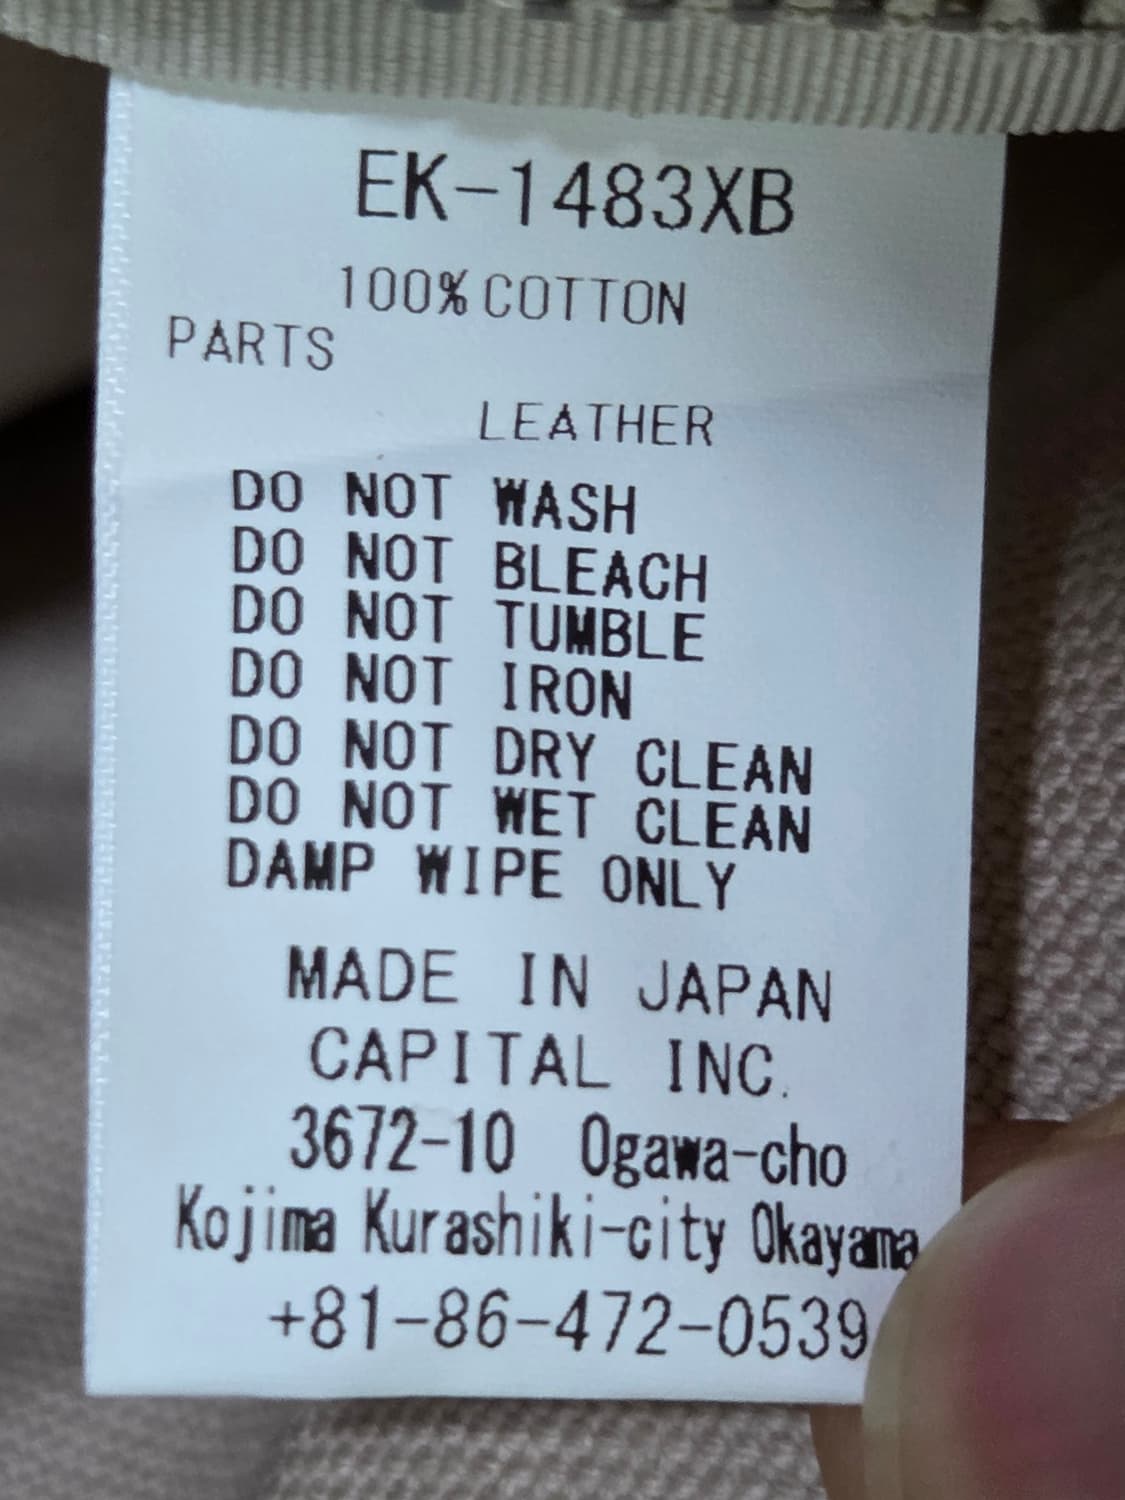 EK-1483XB
100%COTTON
PARTS
LEATHER
DO NOT WASH
DO NOT BLEACH
DO NOT TUMBLE
DO NOT IRON
DO NOT DRY CLEAN
DO NOT WET CLEAN
DAMP WIPE ONLY
MADE IN JAPAN
CAPITAL INC.
3672-10 Ogawa-cho
Kojima Kurashiki-city Okayama
+81-86-472-0539